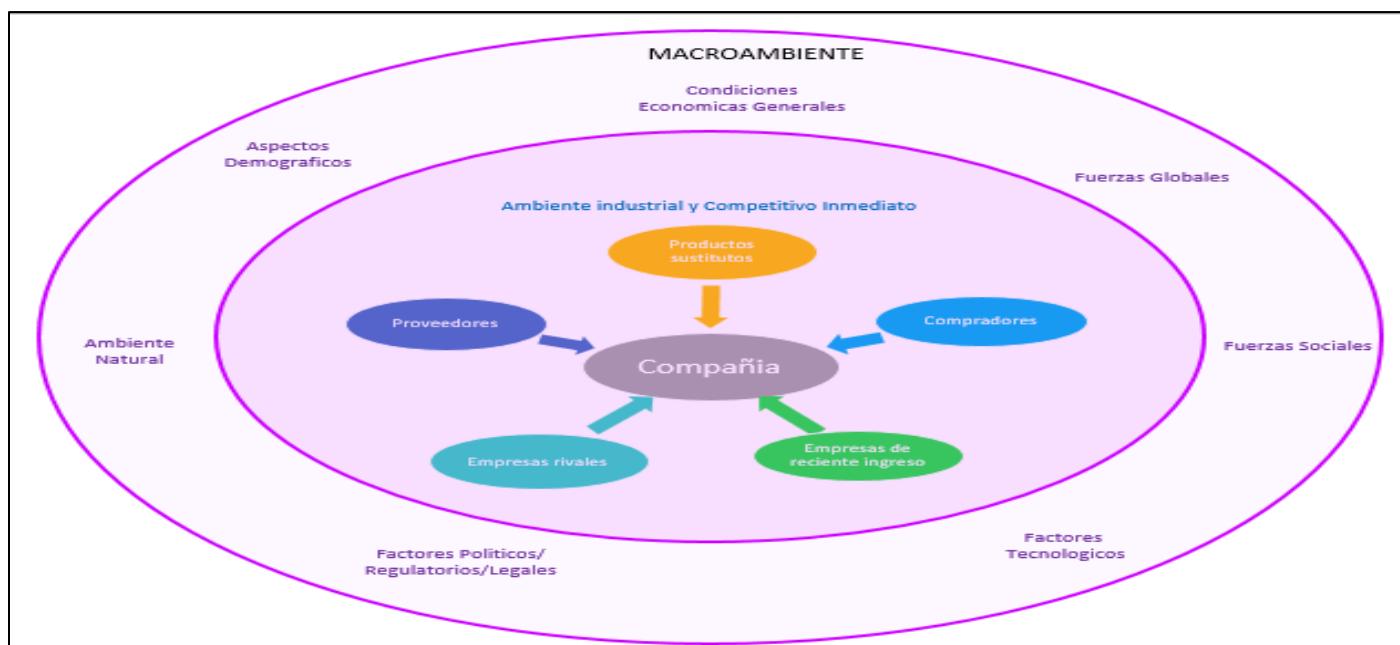 MACROAMBIENTE
Condiciones
Economicas Generales
Aspectos
Demograficos
Fuerzas Globales
Ambiente industrial y Competitivo Inmediato
Productos
sustitutos
Proveedores
Compradores
Ambiente
Natural
Compañia
Fuerzas Sociales
Empresas rivales
Empresas de
reciente ingreso
Factores Politicos/
Regulatorios/Legales
Factores
Tecnologicos